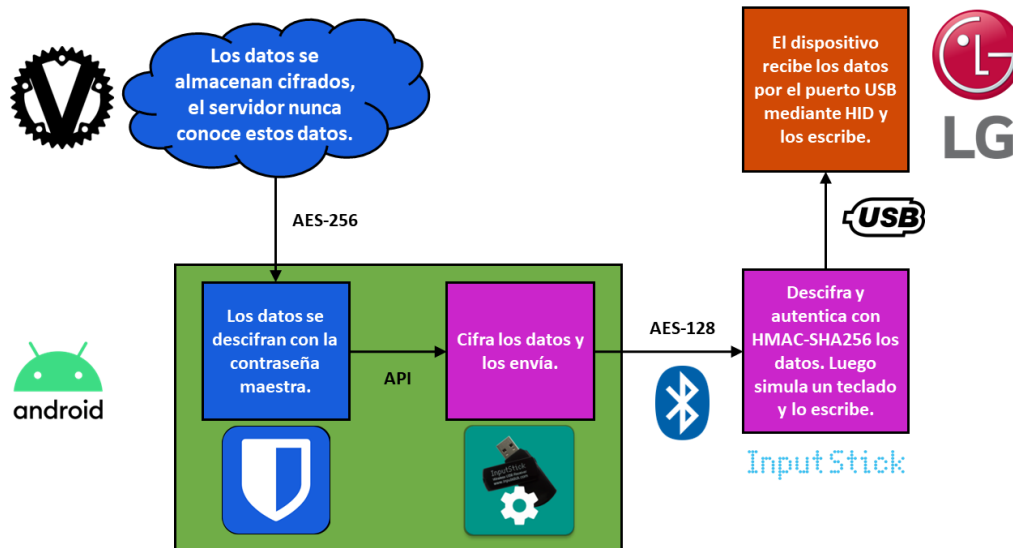 Los datos se
almacenan cifrados,
el servidor nunca
conoce estos datos.
El dispositivo
recibe los datos
por el puerto USB
mediante HID y
los escribe.
LG
LG
AES-256
USB
Los datos se
descifran con la
contraseña
maestra.
API
Cifra los datos y
los envía.
AES-128
Descifra y
autentica con
HMAC-SHA256 los
datos. Luego
simula un teclado
y lo escribe.
android
InputStick
InputStick